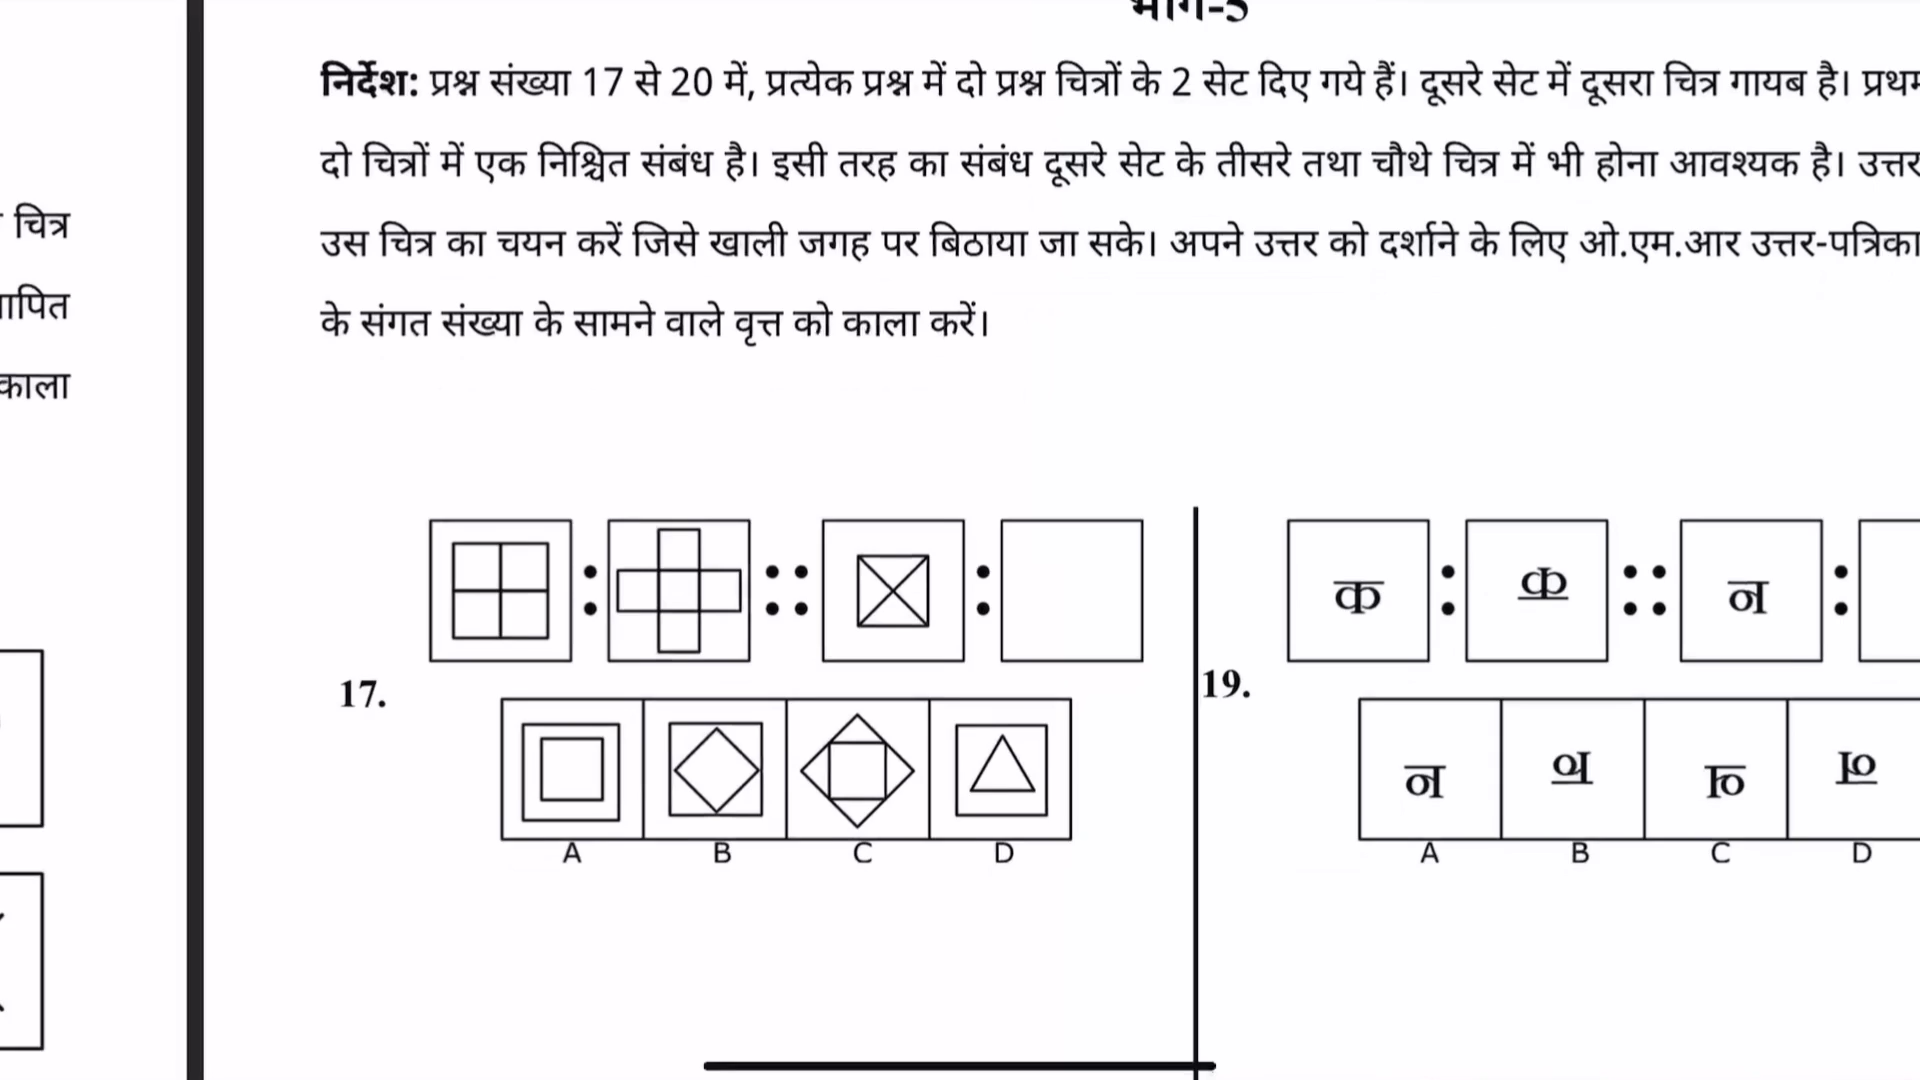 भाग-5
निर्देश: प्रश्न संख्या 17 से 20 में, प्रत्येक प्रश्न में दो प्रश्न चित्रों के 2 सेट दिए गये हैं। दूसरे सेट में दूसरा चित्र गायब है। प्रथम
दो चित्रों में एक निश्चित संबंध है। इसी तरह का संबंध दूसरे सेट के तीसरे तथा चौथे चित्र में भी होना आवश्यक है। उत्तर
उस चित्र का चयन करें जिसे खाली जगह पर बिठाया जा सके। अपने उत्तर को दर्शाने के लिए ओ.एम.आर उत्तर-पत्रिका
के संगत संख्या के सामने वाले वृत्त को काला करें।
चित्र
काला
17.
A B C D
19.
क : क :: न :
A B C D